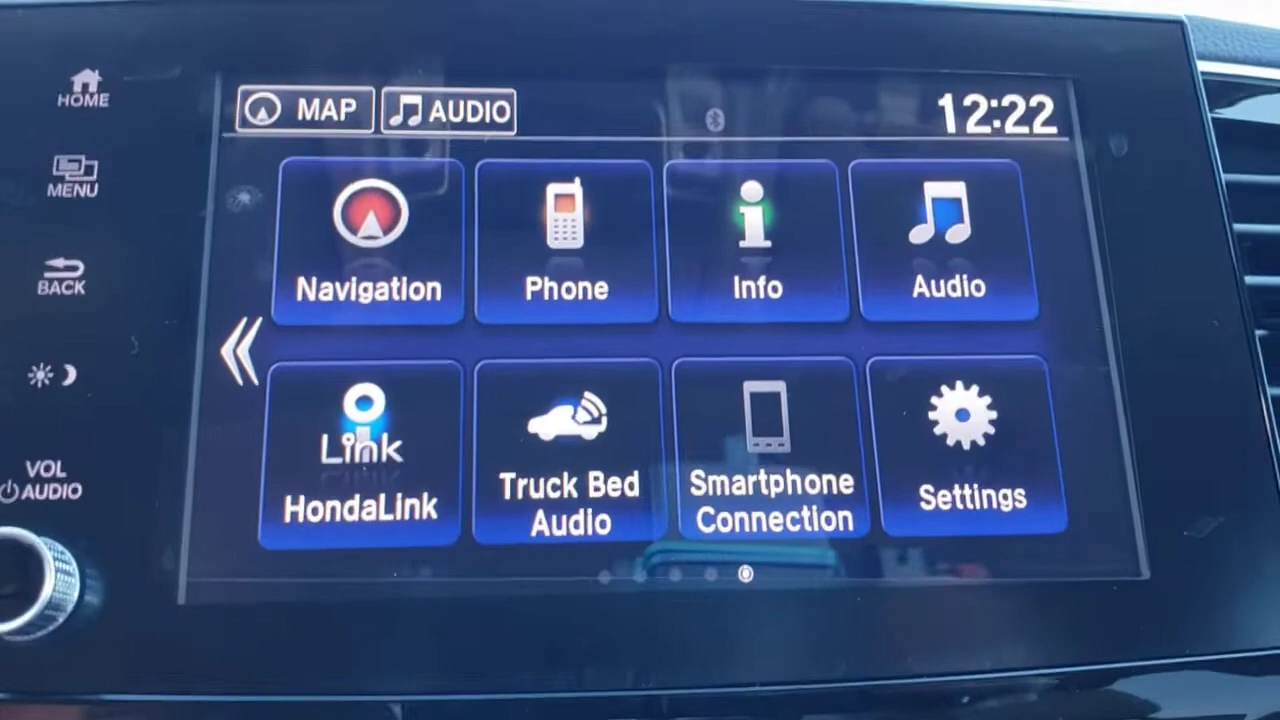 HOME
MENU
BACK
VOL
AUDIO
MAP
AUDIO
12:22
Navigation
Phone
Info
Audio
Link
HondaLink
Truck Bed
Audio
Smartphone
Connection
Settings